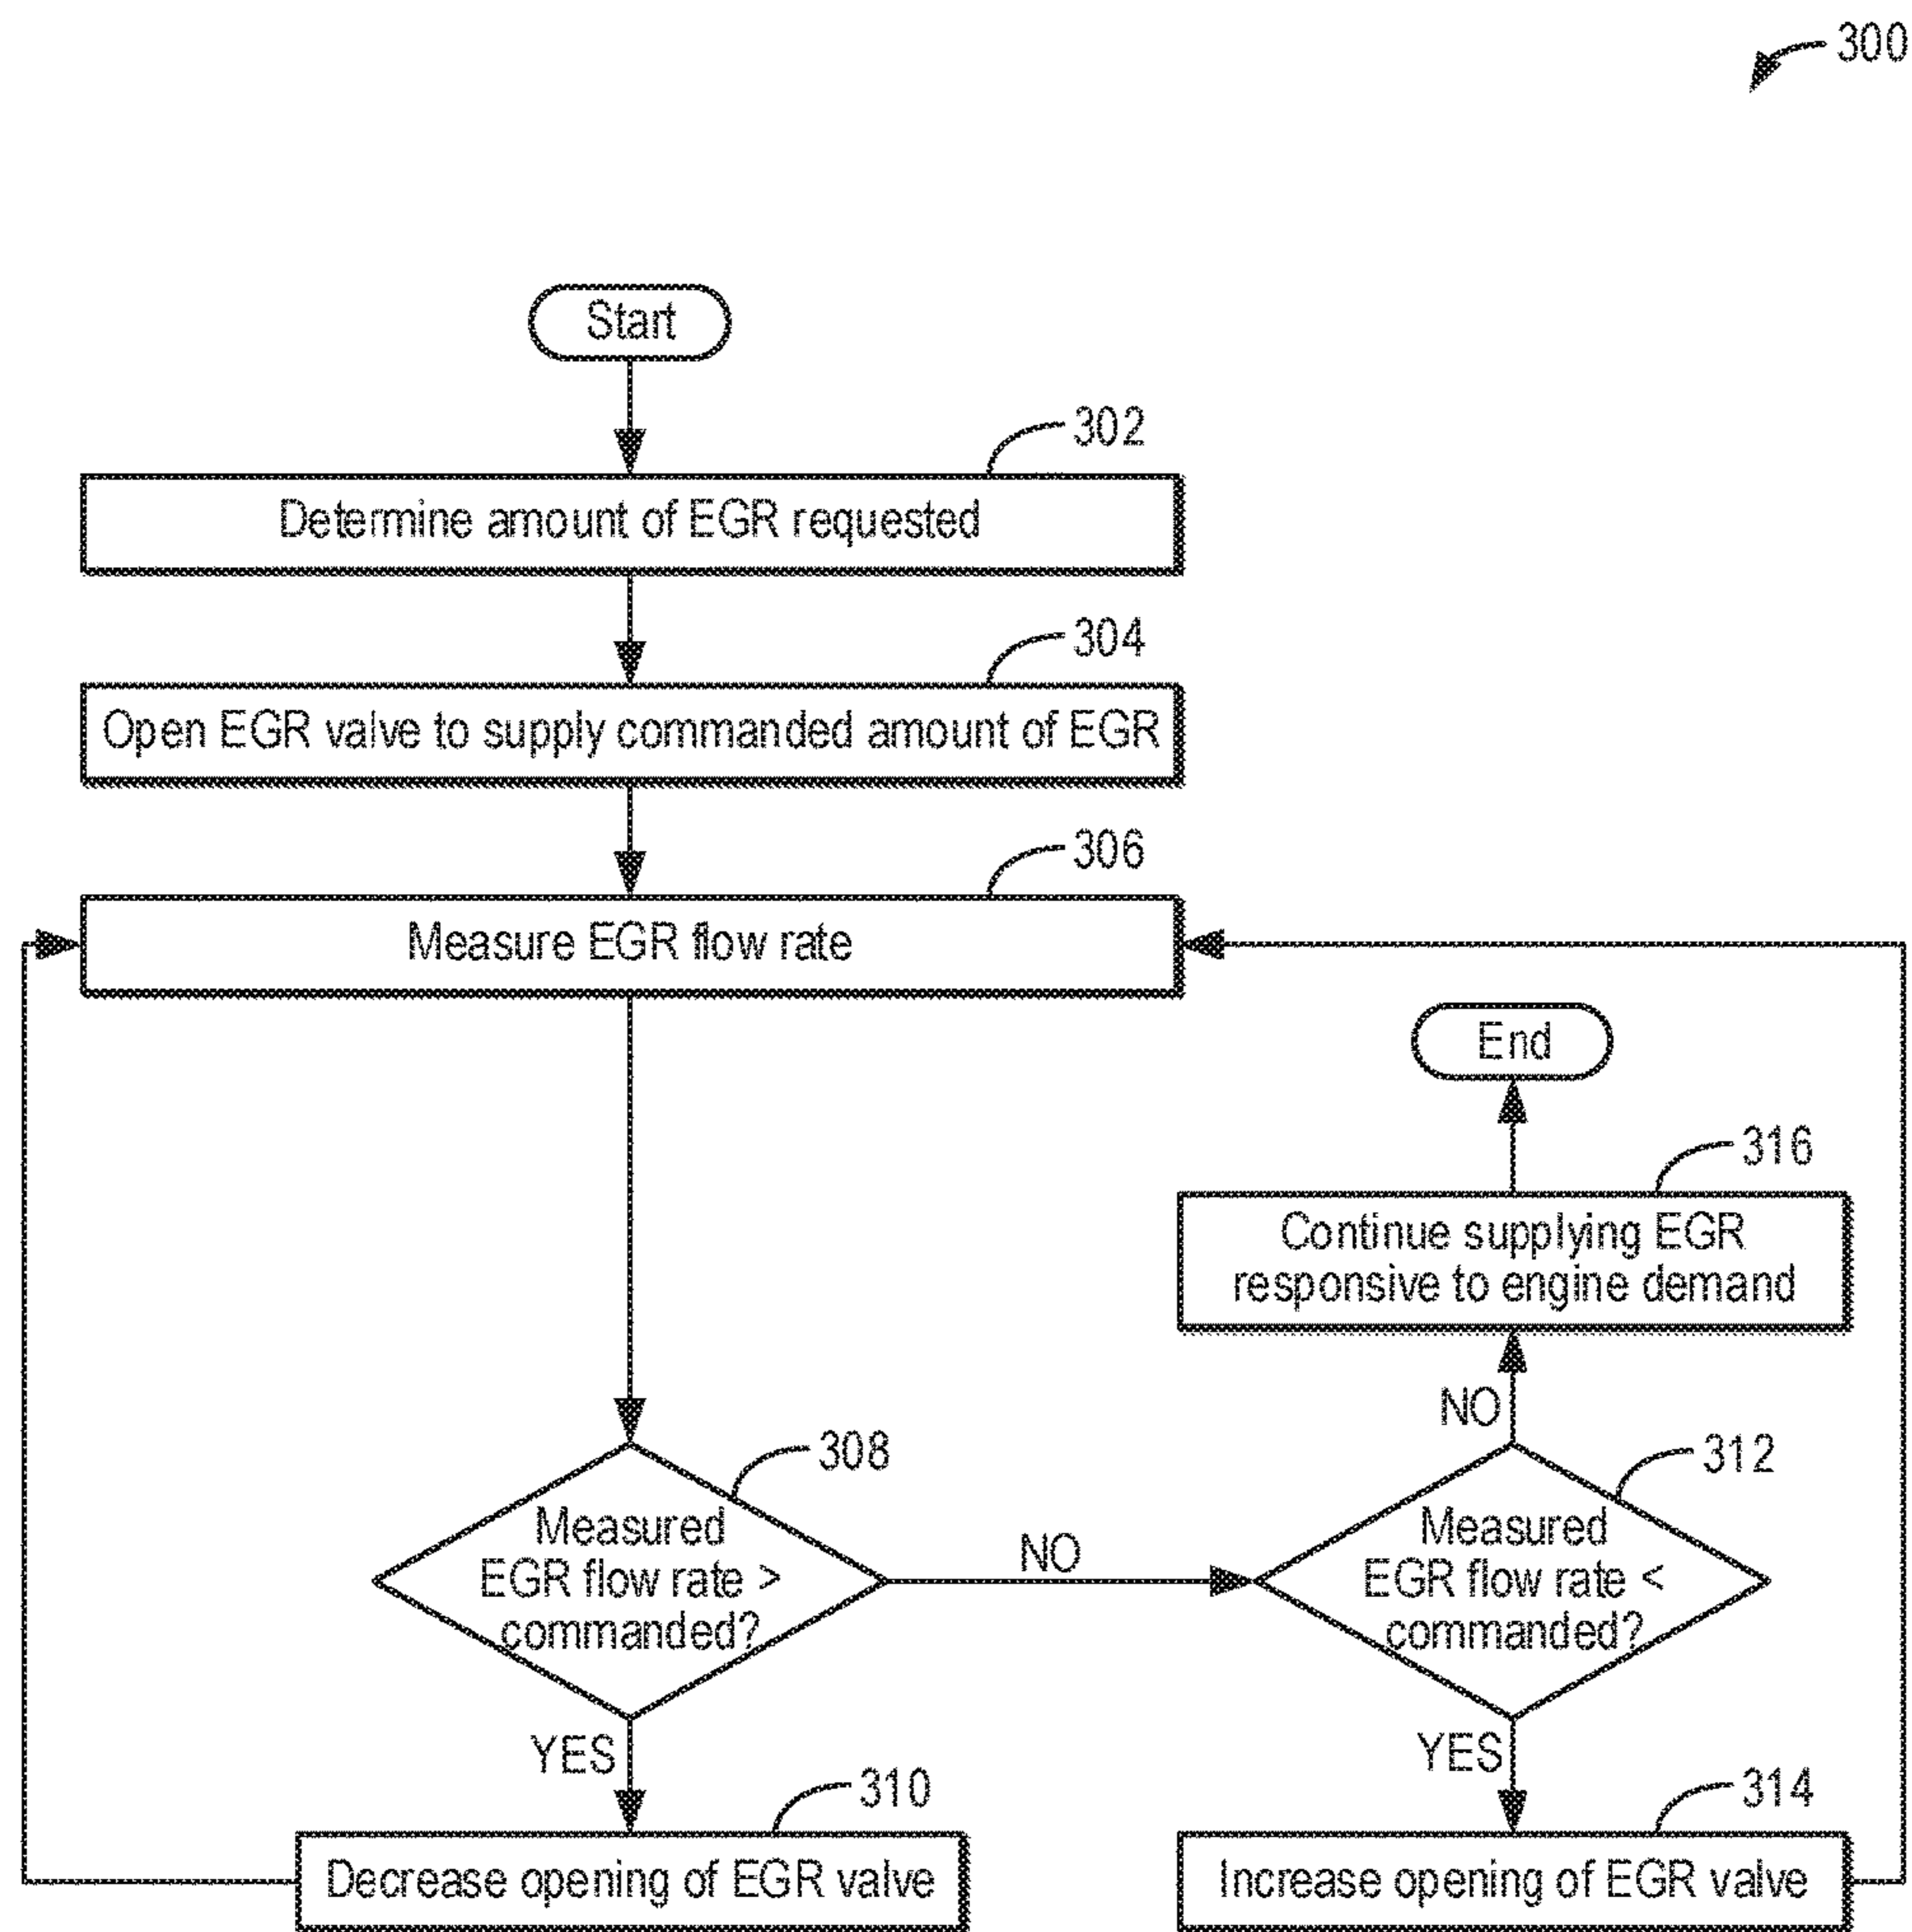 300
Start
302
Determine amount of EGR requested
304
Open EGR valve to supply commanded amount of EGR
306
Measure EGR flow rate
End
316
Continue supplying EGR
responsive to engine demand
NO
308
Measured
EGR flow rate >
commanded?
NO
312
Measured
EGR flow rate <
commanded?
YES
310
Decrease opening of EGR valve
YES
314
Increase opening of EGR valve